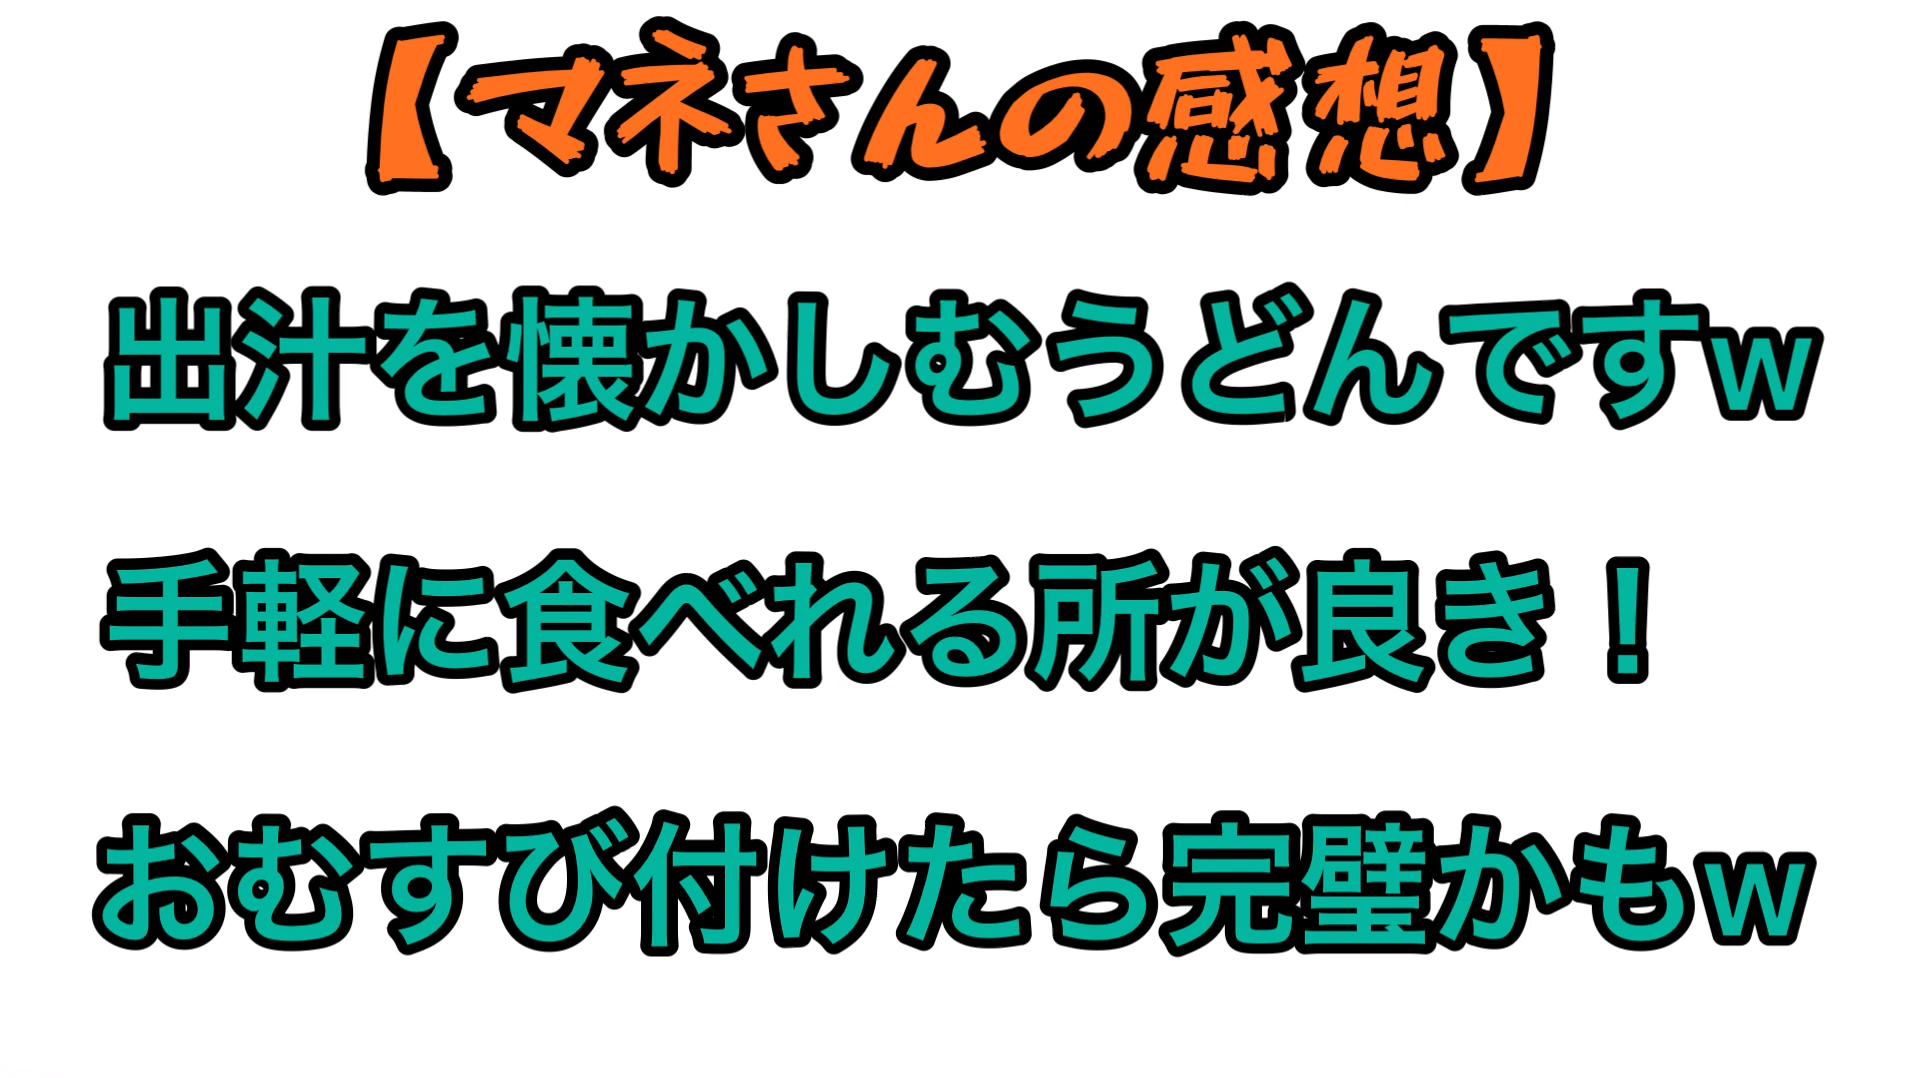 【マネさんの感想】
出汁を懐かしむうどんですw
手軽に食べれる所が良き！
おむすび付けたら完璧かもw